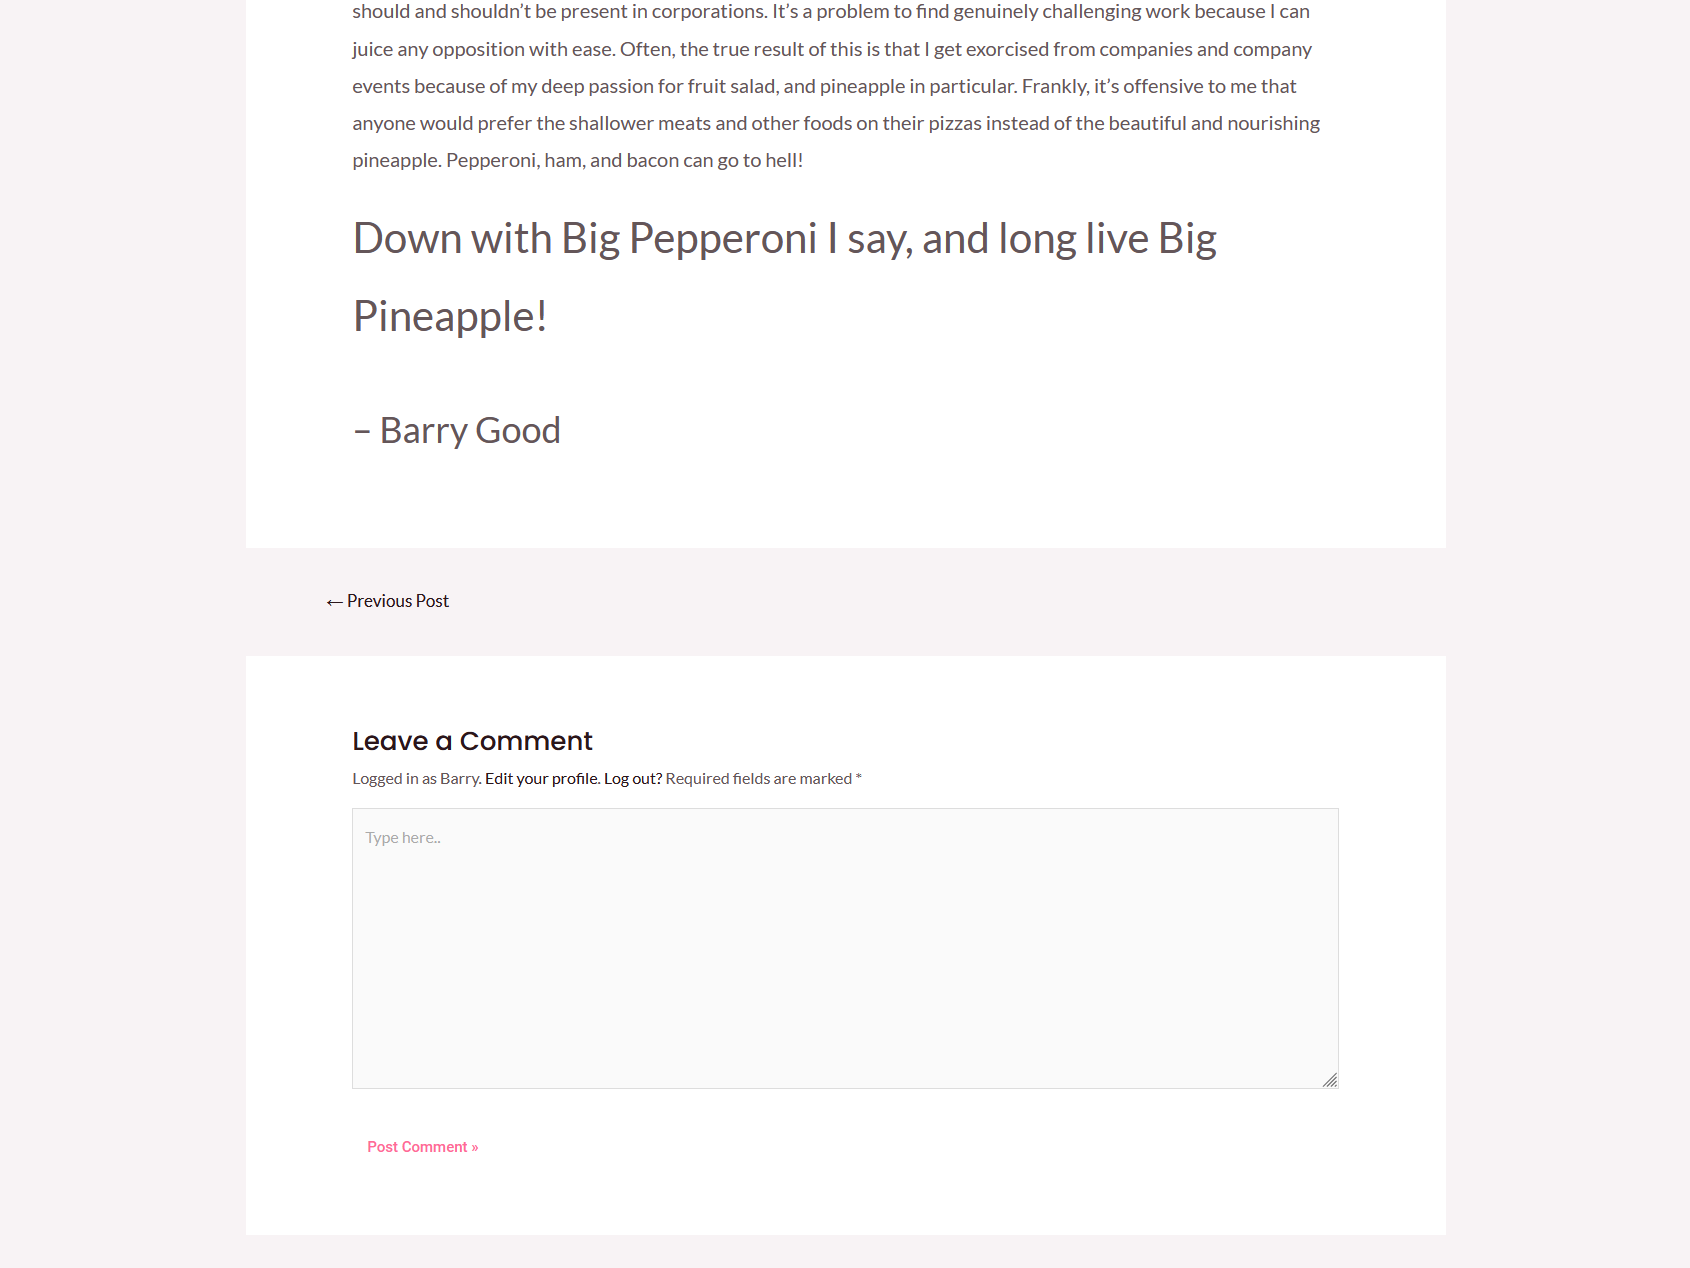 should and shouldn’t be present in corporations. It’s a problem to find genuinely challenging work because I can
juice any opposition with ease. Often, the true result of this is that I get exorcised from companies and company
events because of my deep passion for fruit salad, and pineapple in particular. Frankly, it’s offensive to me that
anyone would prefer the shallower meats and other foods on their pizzas instead of the beautiful and nourishing
pineapple. Pepperoni, ham, and bacon can go to hell!
Down with Big Pepperoni I say, and long live Big
Pineapple!
– Barry Good
← Previous Post
Leave a Comment
Logged in as Barry. Edit your profile. Log out? Required fields are marked *
Type here..
Post Comment »